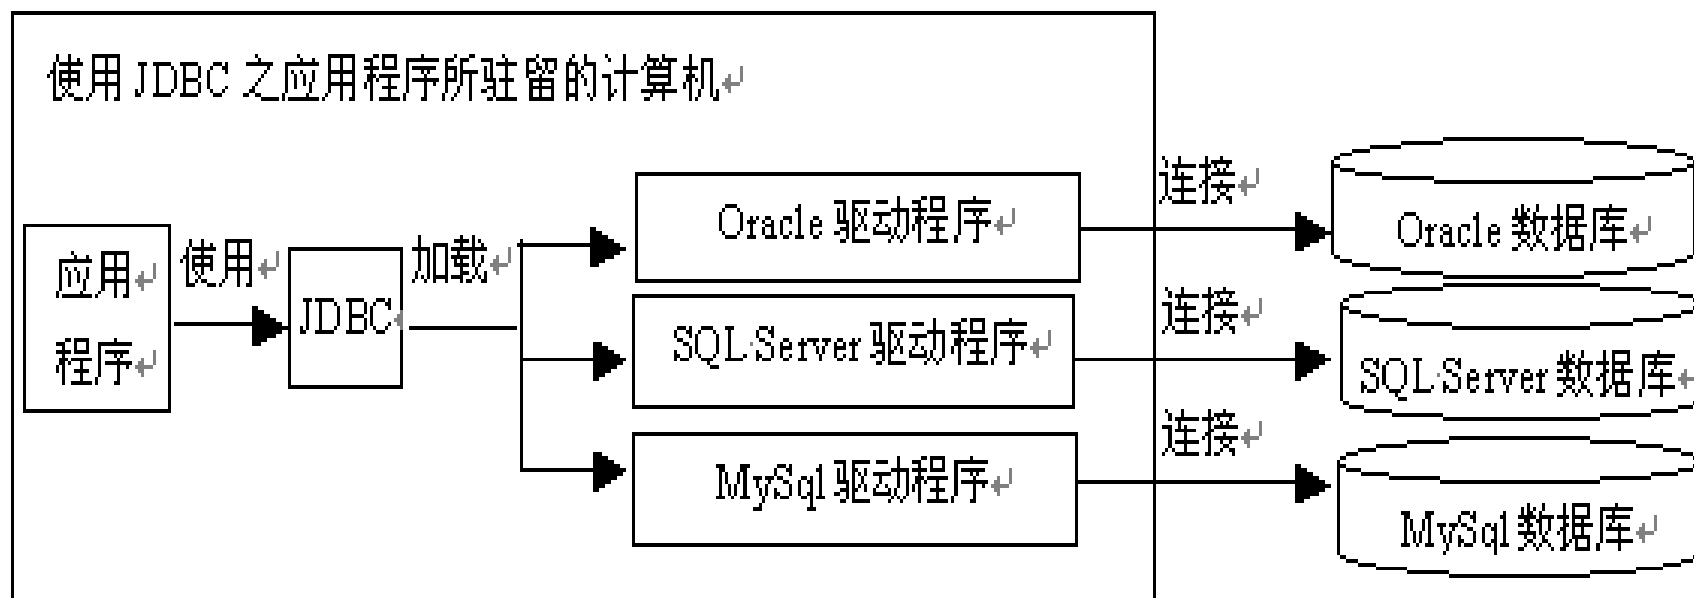 使用 JDBC 之应用程序所驻留的计算机↵
应用↵
程序↵
使用↵
JDBC↵
加载↵
Oracle 驱动程序↵
连接↵
Oracle 数据库↵
SQL·Server 驱动程序↵
连接↵
SQL·Server 数据库↵
MySql 驱动程序↵
连接↵
MySql 数据库↵